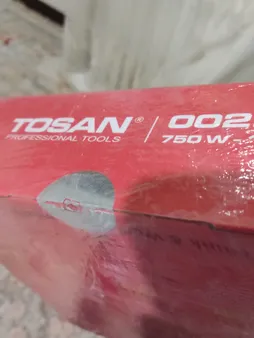 TOSAN® / 002
PROFESSIONAL TOOLS 750 W